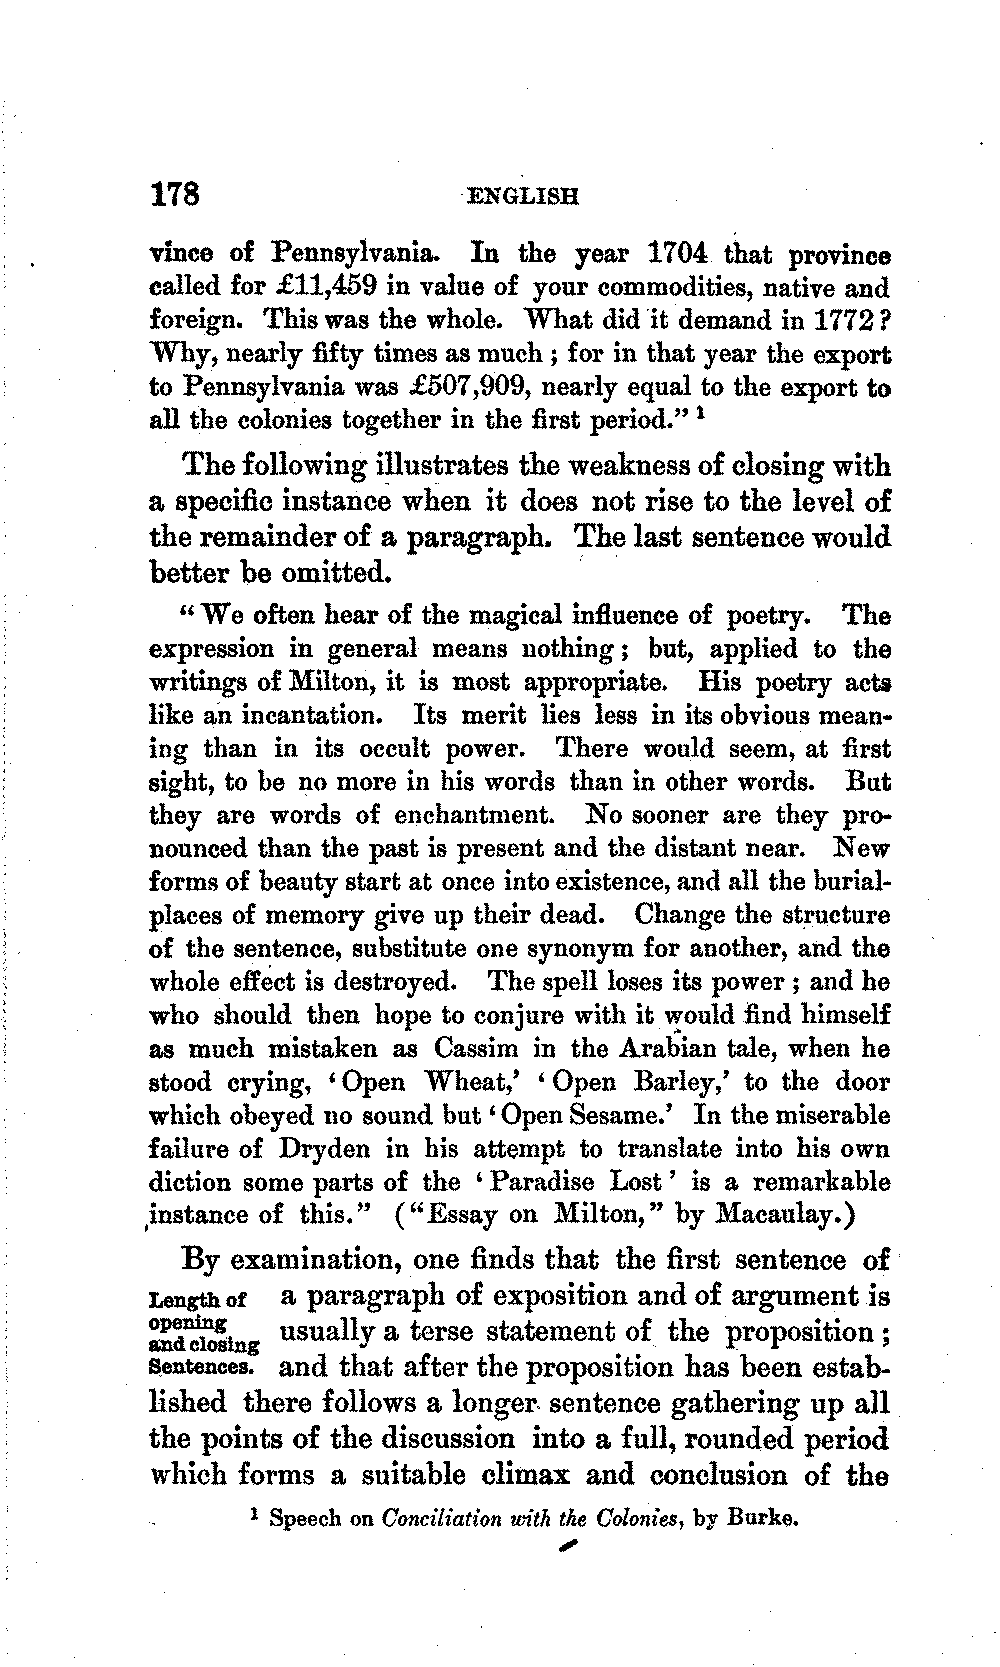 178 ENGLISH
vince of Pennsylvania. In the year 1704 that province
called for £11,459 in value of your commodities, native and
foreign. This was the whole. What did it demand in 1772?
Why, nearly fifty times as much; for in that year the export
to Pennsylvania was £507,909, nearly equal to the export to
all the colonies together in the first period." 1
The following illustrates the weakness of closing with
a specific instance when it does not rise to the level of
the remainder of a paragraph. The last sentence would
better be omitted.
"We often hear of the magical influence of poetry. The
expression in general means nothing; but, applied to the
writings of Milton, it is most appropriate. His poetry acts
like an incantation. Its merit lies less in its obvious mean-
ing than in its occult power. There would seem, at first
sight, to be no more in his words than in other words. But
they are words of enchantment. No sooner are they pro-
nounced than the past is present and the distant near. New
forms of beauty start at once into existence, and all the burial-
places of memory give up their dead. Change the structure
of the sentence, substitute one synonym for another, and the
whole effect is destroyed. The spell loses its power; and he
who should then hope to conjure with it would find himself
as much mistaken as Cassim in the Arabian tale, when he
stood crying, 'Open Wheat,' 'Open Barley,' to the door
which obeyed no sound but 'Open Sesame.' In the miserable
failure of Dryden in his attempt to translate into his own
diction some parts of the 'Paradise Lost' is a remarkable
instance of this." ("Essay on Milton," by Macaulay.)
By examination, one finds that the first sentence of
Length of
opening
and closing
Sentences.
a paragraph of exposition and of argument is
usually a terse statement of the proposition;
and that after the proposition has been estab-
lished there follows a longer sentence gathering up all
the points of the discussion into a full, rounded period
which forms a suitable climax and conclusion of the
1 Speech on Conciliation with the Colonies, by Burke.